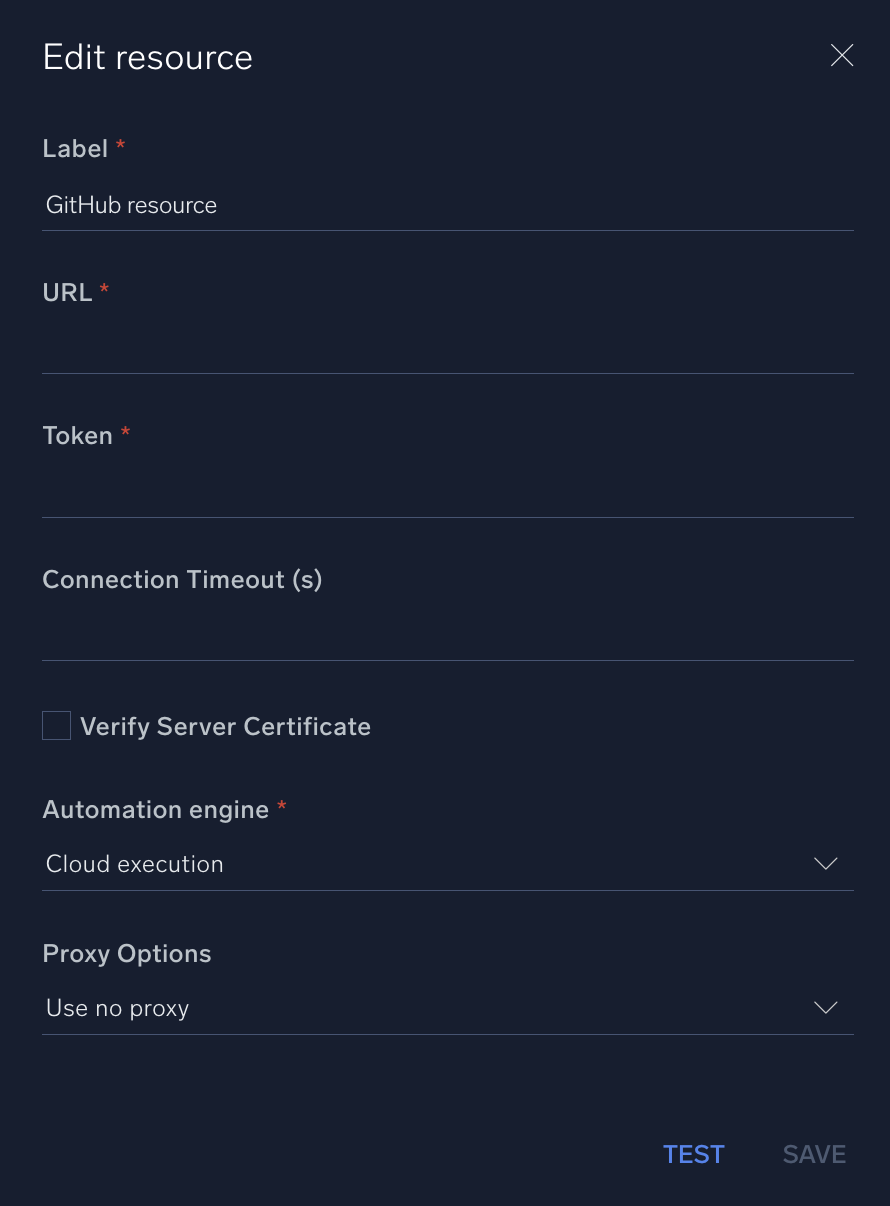 Edit resource
Label *
GitHub resource
URL *
Token *
Connection Timeout (s)
Verify Server Certificate
Automation engine *
Cloud execution
Proxy Options
Use no proxy
TEST SAVE